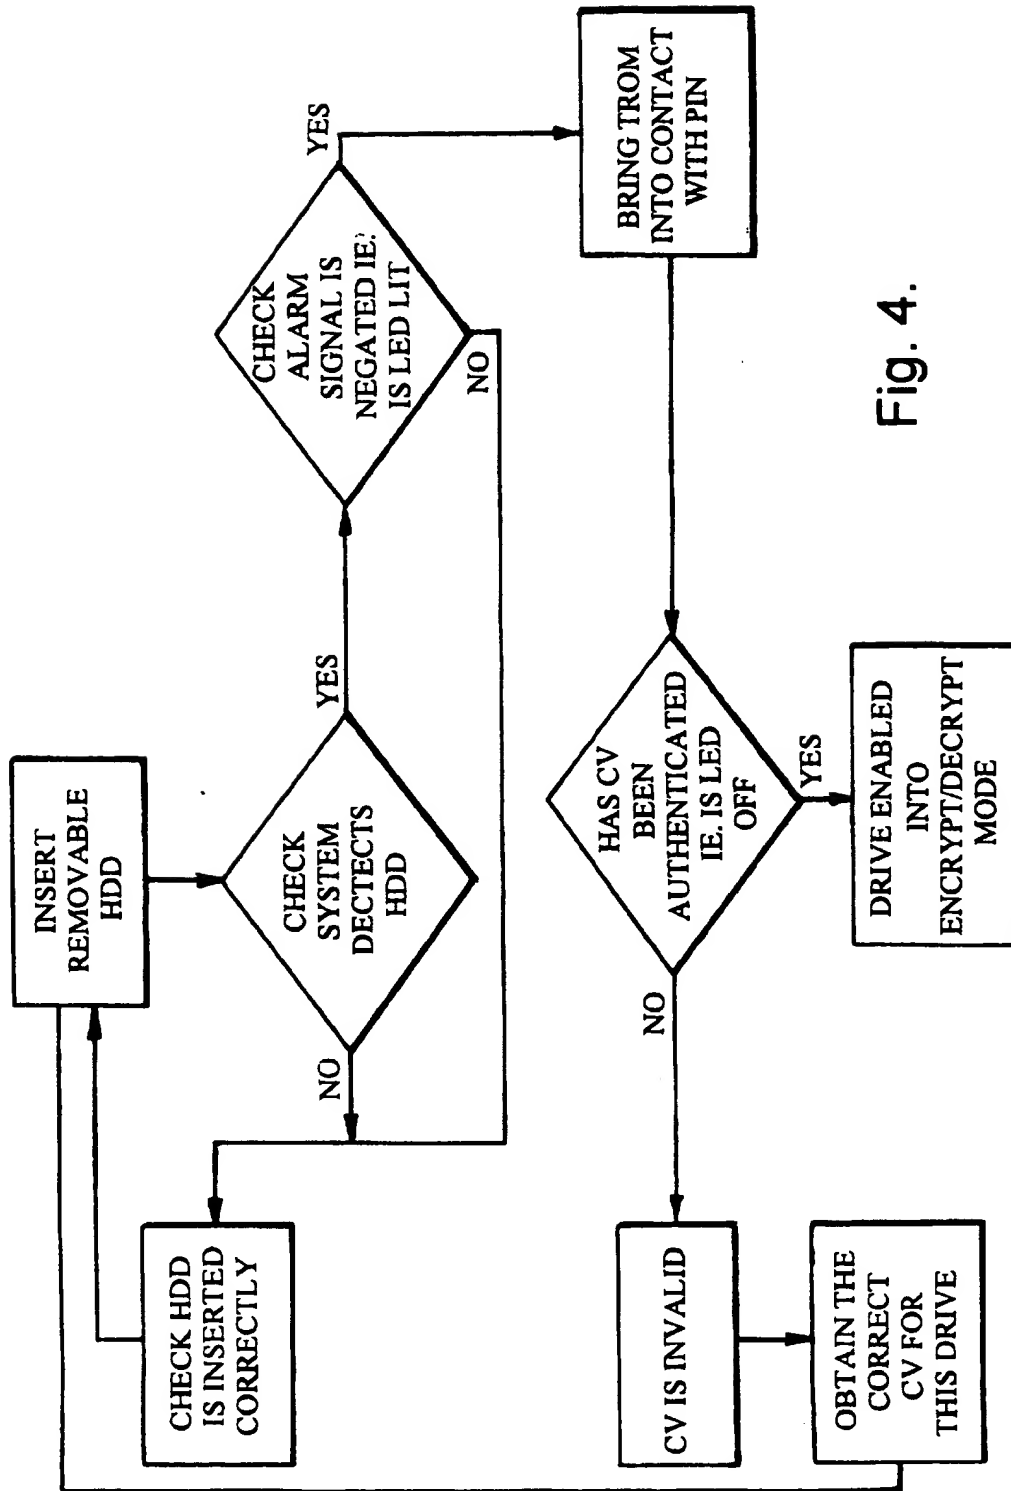 INSERT
REMOVABLE
HDD
CHECK
SYSTEM
DECTECTS
HDD
YES
NO
CHECK HDD
IS INSERTED
CORRECTLY
CHECK
ALARM
SIGNAL IS
NEGATED IE.
IS LED LIT
YES
NO
BRING TROM
INTO CONTACT
WITH PIN
HAS CV
BEEN
AUTHENTICATED
IE. IS LED
OFF
YES
NO
DRIVE ENABLED
INTO
ENCRYPT/DECRYPT
MODE
CV IS INVALID
OBTAIN THE
CORRECT
CV FOR
THIS DRIVE
Fig. 4.